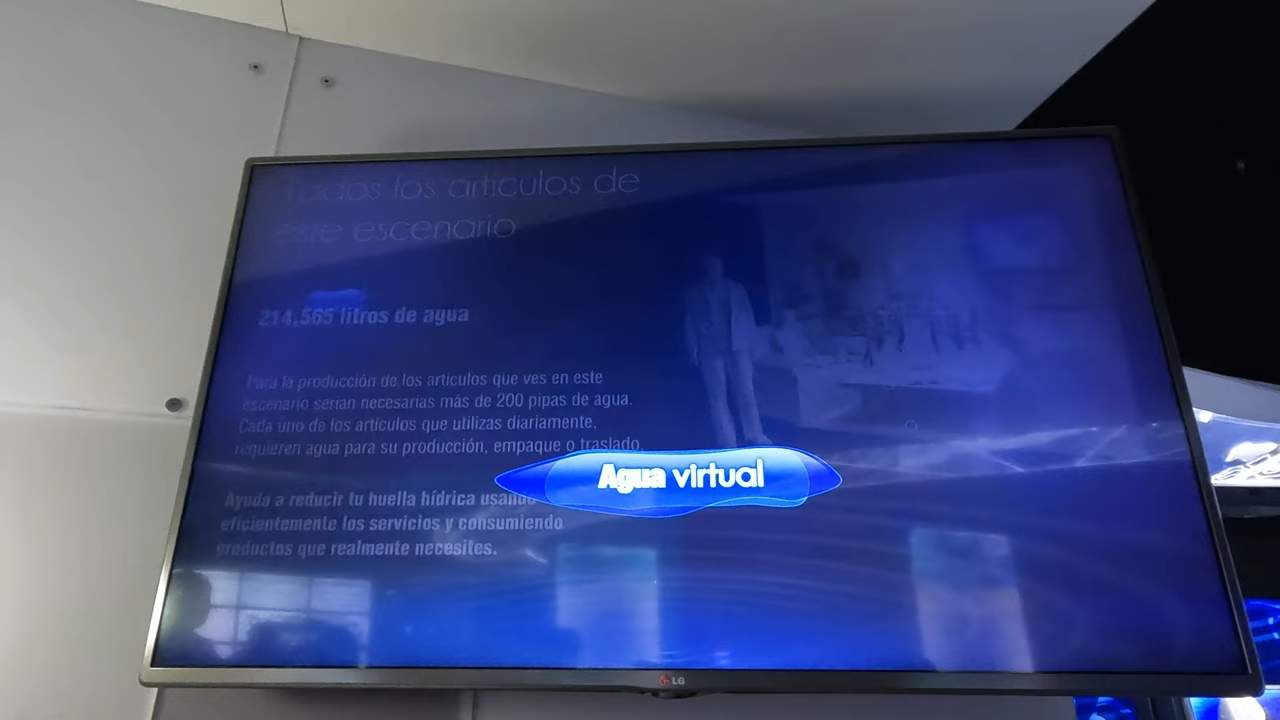 Todos los artículos de
este escenario
214,565 litros de agua
Para la producción de los artículos que ves en este
escenario serían necesarias más de 200 pipas de agua.
Cada uno de los artículos que utilizas diariamente,
requieren agua para su producción, empaque o traslado.
Agua virtual
Ayuda a reducir tu huella hídrica usando
eficientemente los servicios y consumiendo
productos que realmente necesites.
LG